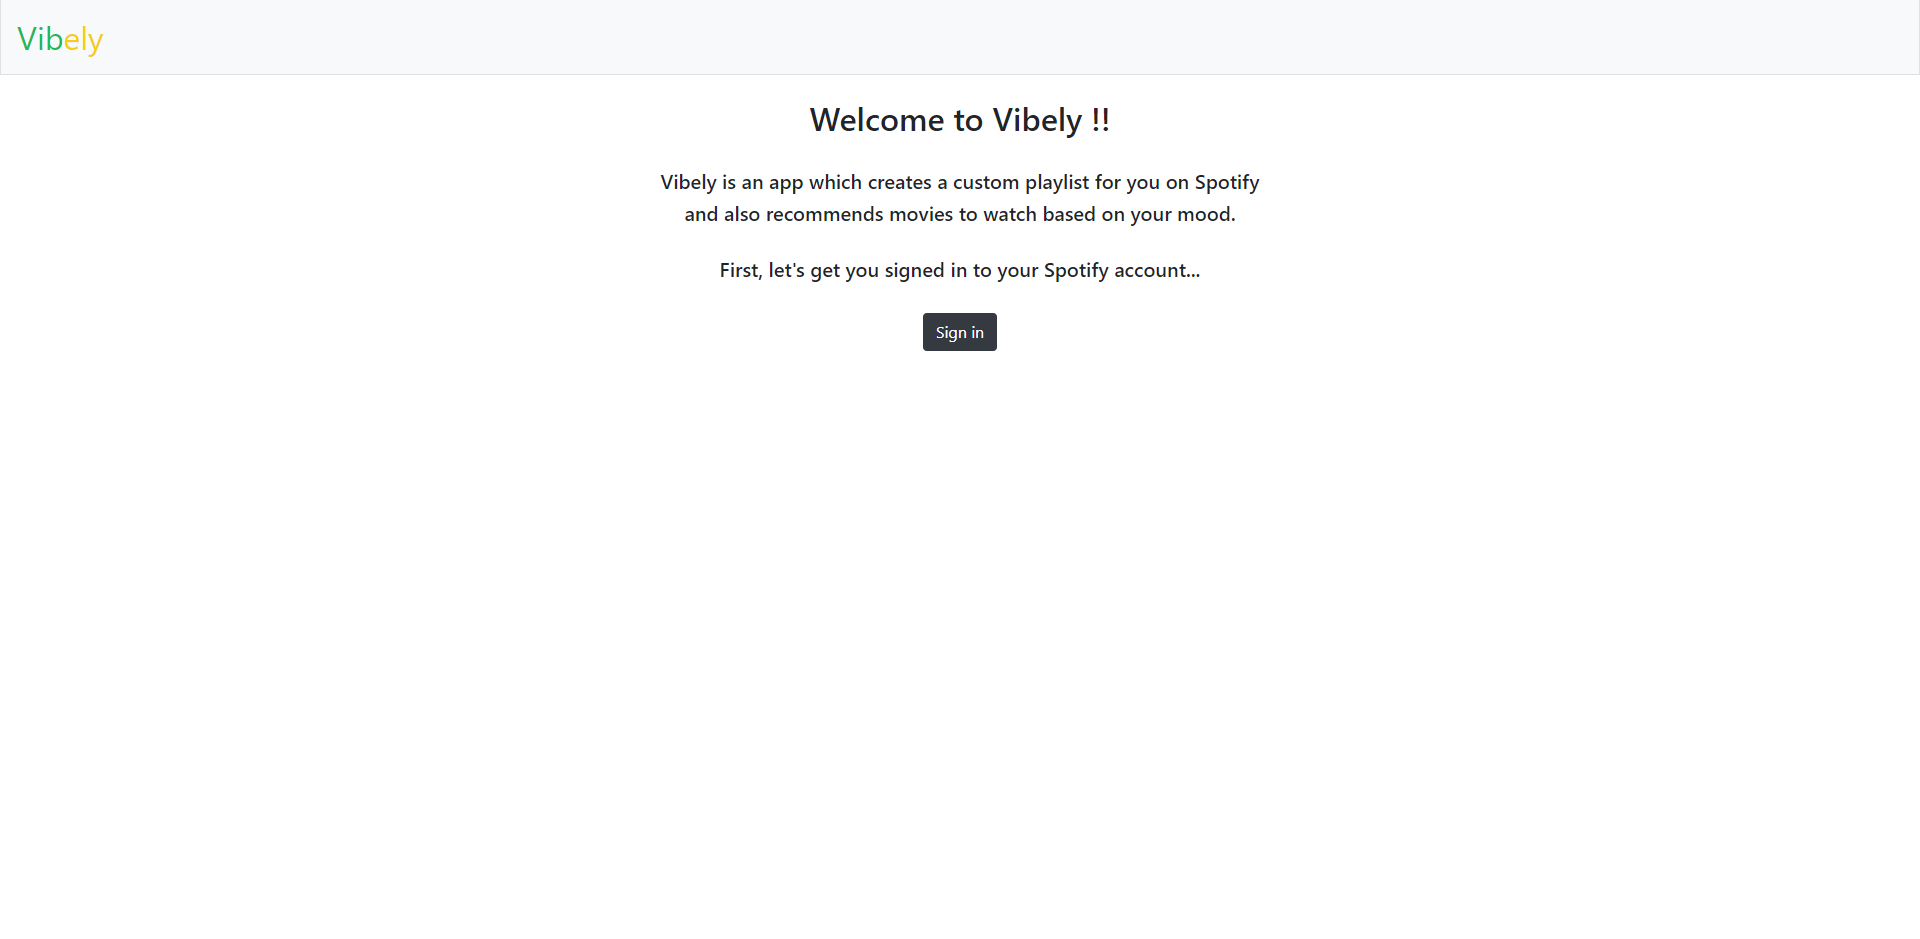 Vibely
Welcome to Vibely !!
Vibely is an app which creates a custom playlist for you on Spotify
and also recommends movies to watch based on your mood.
First, let's get you signed in to your Spotify account...
Sign in